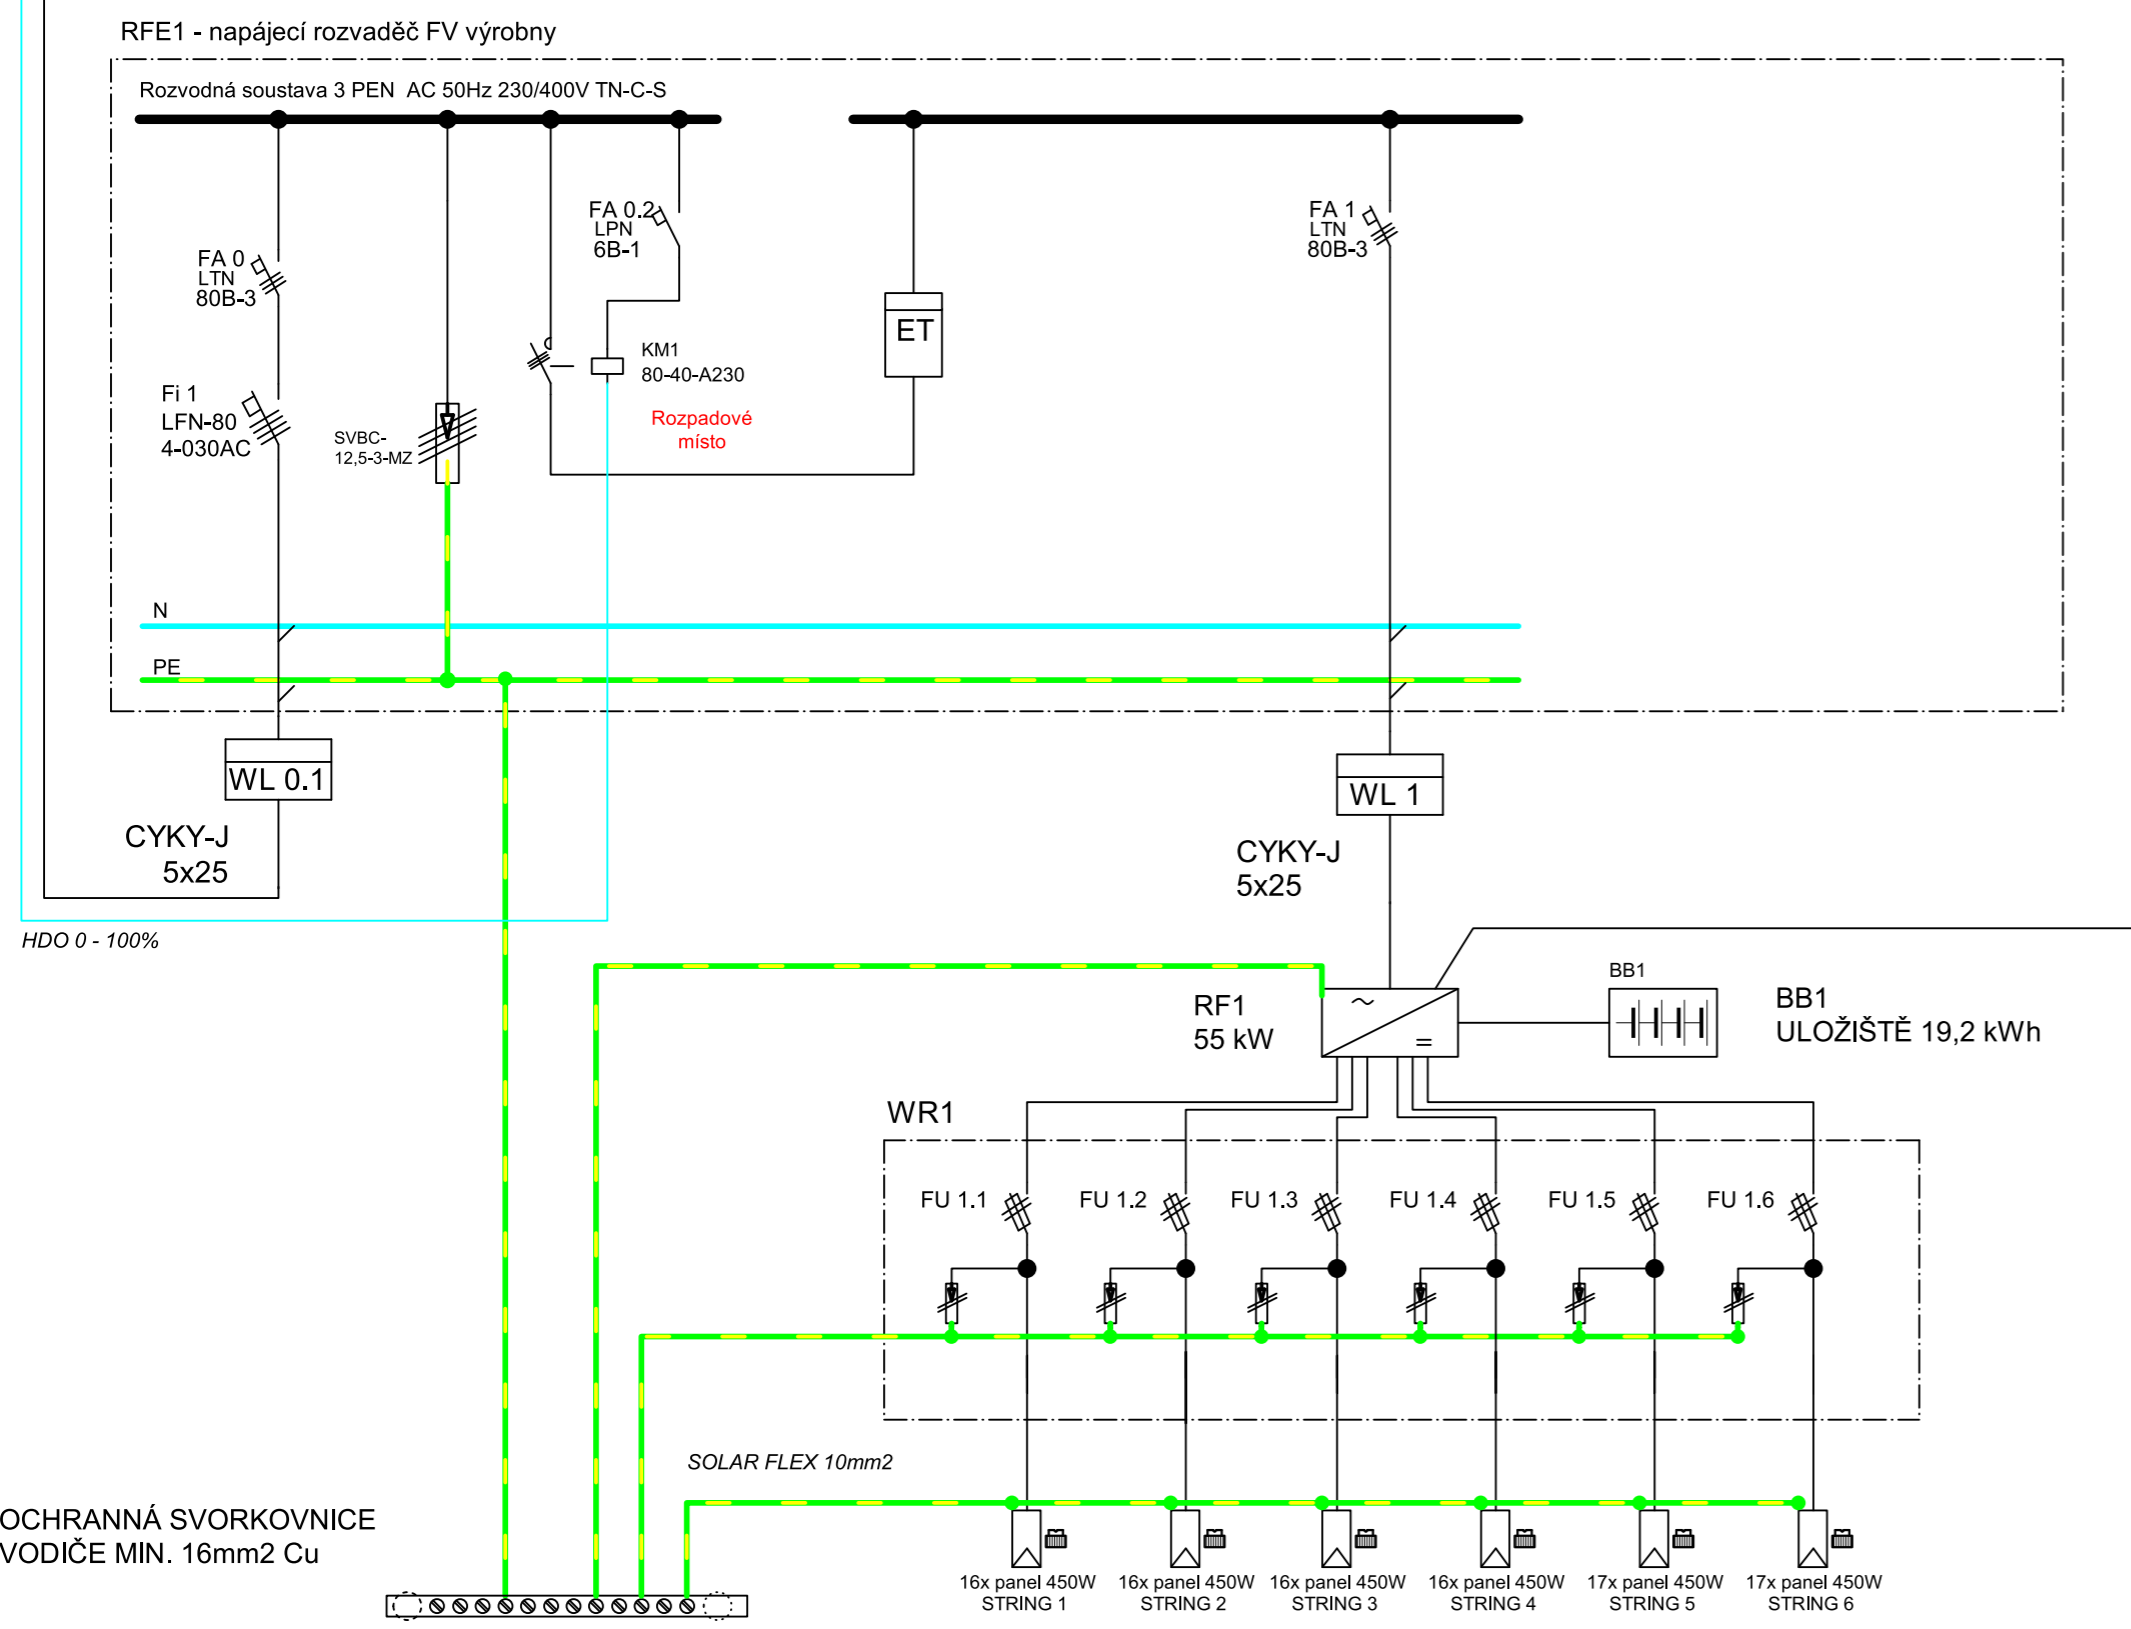 RFE1 - napájecí rozvaděč FV výrobny
Rozvodná soustava 3 PEN AC 50Hz 230/400V TN-C-S
FA 0
LTN
80B-3
Fi 1
LFN-80
4-030AC
SVBC-
12,5-3-MZ
FA 0.2
LPN
6B-1
KM1
80-40-A230
Rozpadové
místo
ET
FA 1
LTN
80B-3
N
PE
WL 0.1
CYKY-J
5x25
HDO 0 - 100%
WL 1
CYKY-J
5x25
RF1
55 kW
~
=
BB1
BB1
ULOŽIŠTĚ 19,2 kWh
WR1
FU 1.1
FU 1.2
FU 1.3
FU 1.4
FU 1.5
FU 1.6
SOLAR FLEX 10mm2
OCHRANNÁ SVORKOVNICE
VODIČE MIN. 16mm2 Cu
16x panel 450W
STRING 1
16x panel 450W
STRING 2
16x panel 450W
STRING 3
16x panel 450W
STRING 4
17x panel 450W
STRING 5
17x panel 450W
STRING 6